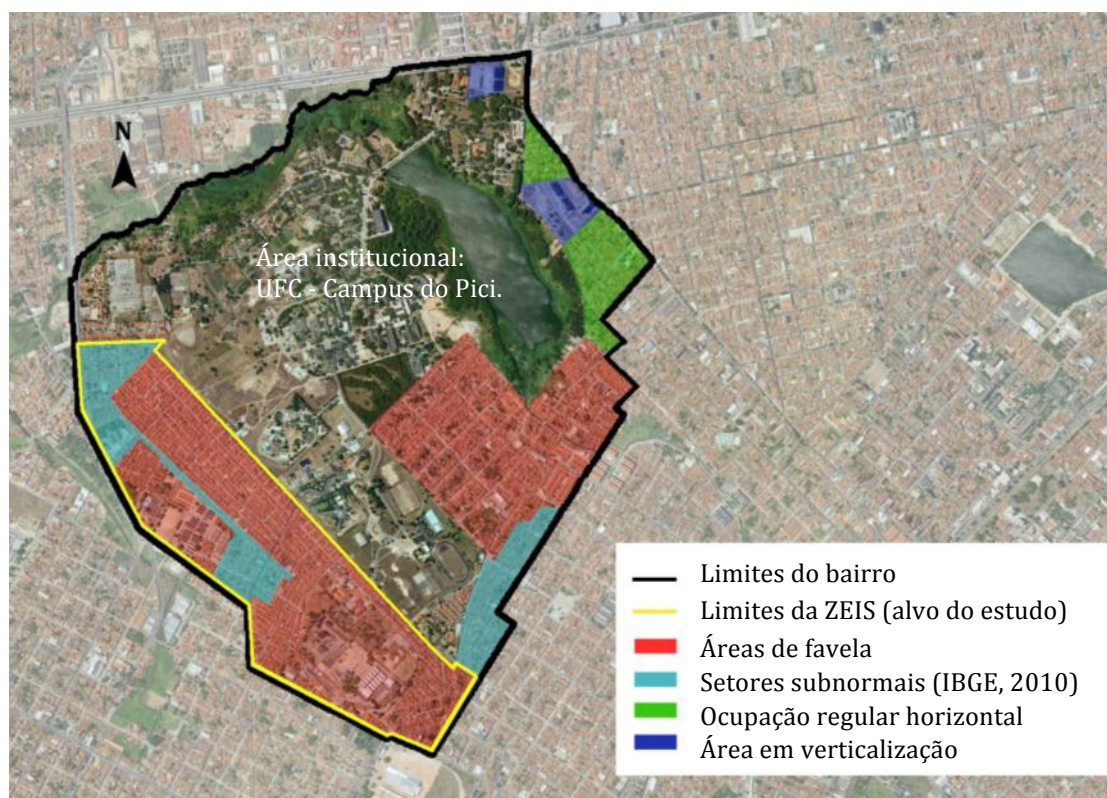 N
Área institucional:
UFC - Campus do Pici.
Limites do bairro
Limites da ZEIS (alvo do estudo)
Áreas de favela
Setores subnormais (IBGE, 2010)
Ocupação regular horizontal
Área em verticalização